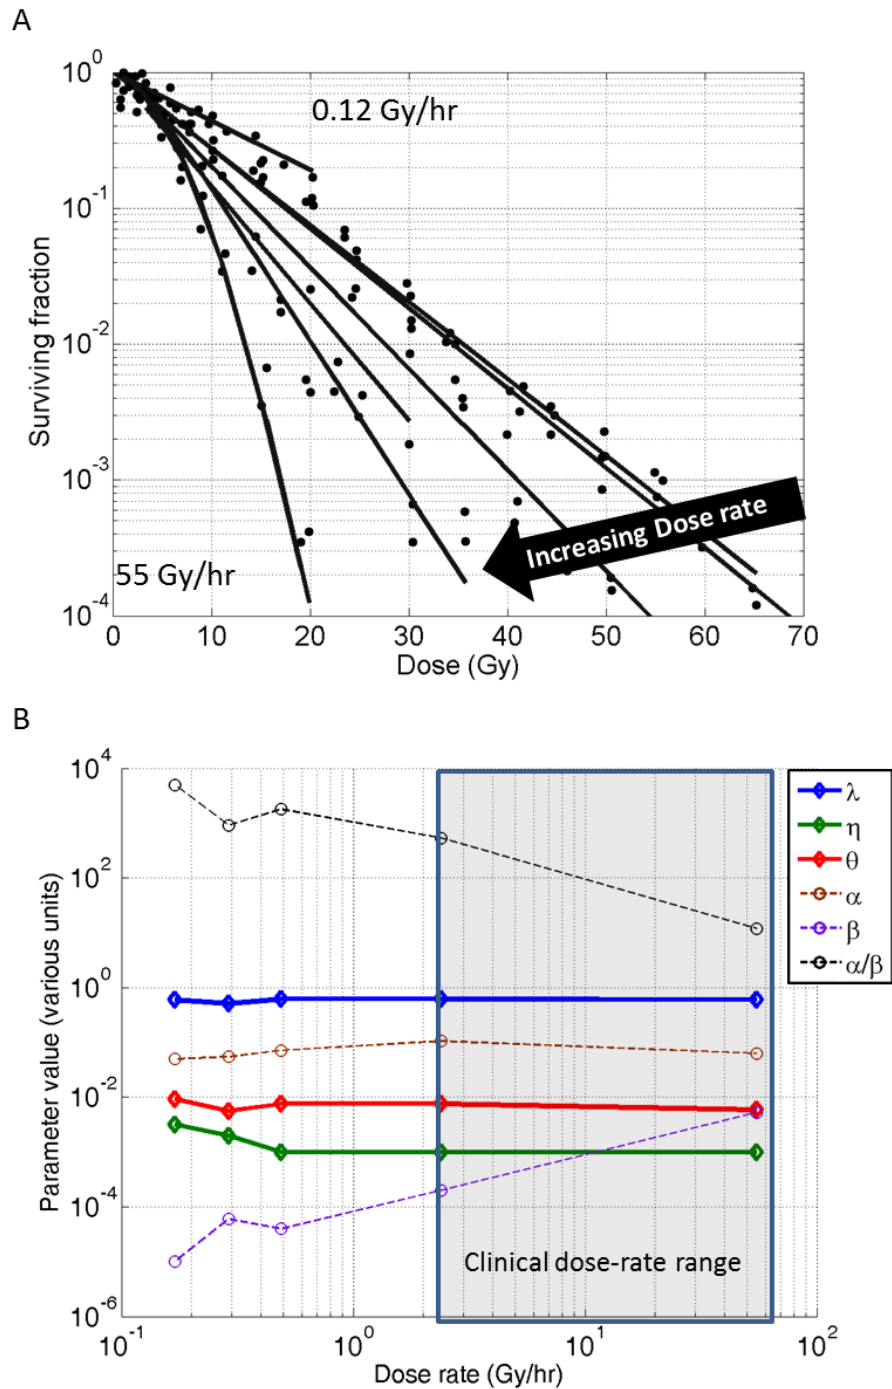 A
10^0
0.12 Gy/hr
10^-1
10^-2
Surviving fraction
10^-3
Increasing Dose rate
55 Gy/hr
10^-4
0 10 20 30 40 50 60 70
Dose (Gy)
B
10^4
λ
η
10^2
θ
α
β
10^0
α/β
Parameter value (various units)
10^-2
10^-4
Clinical dose-rate range
10^-6
10^-1 10^0 10^1 10^2
Dose rate (Gy/hr)